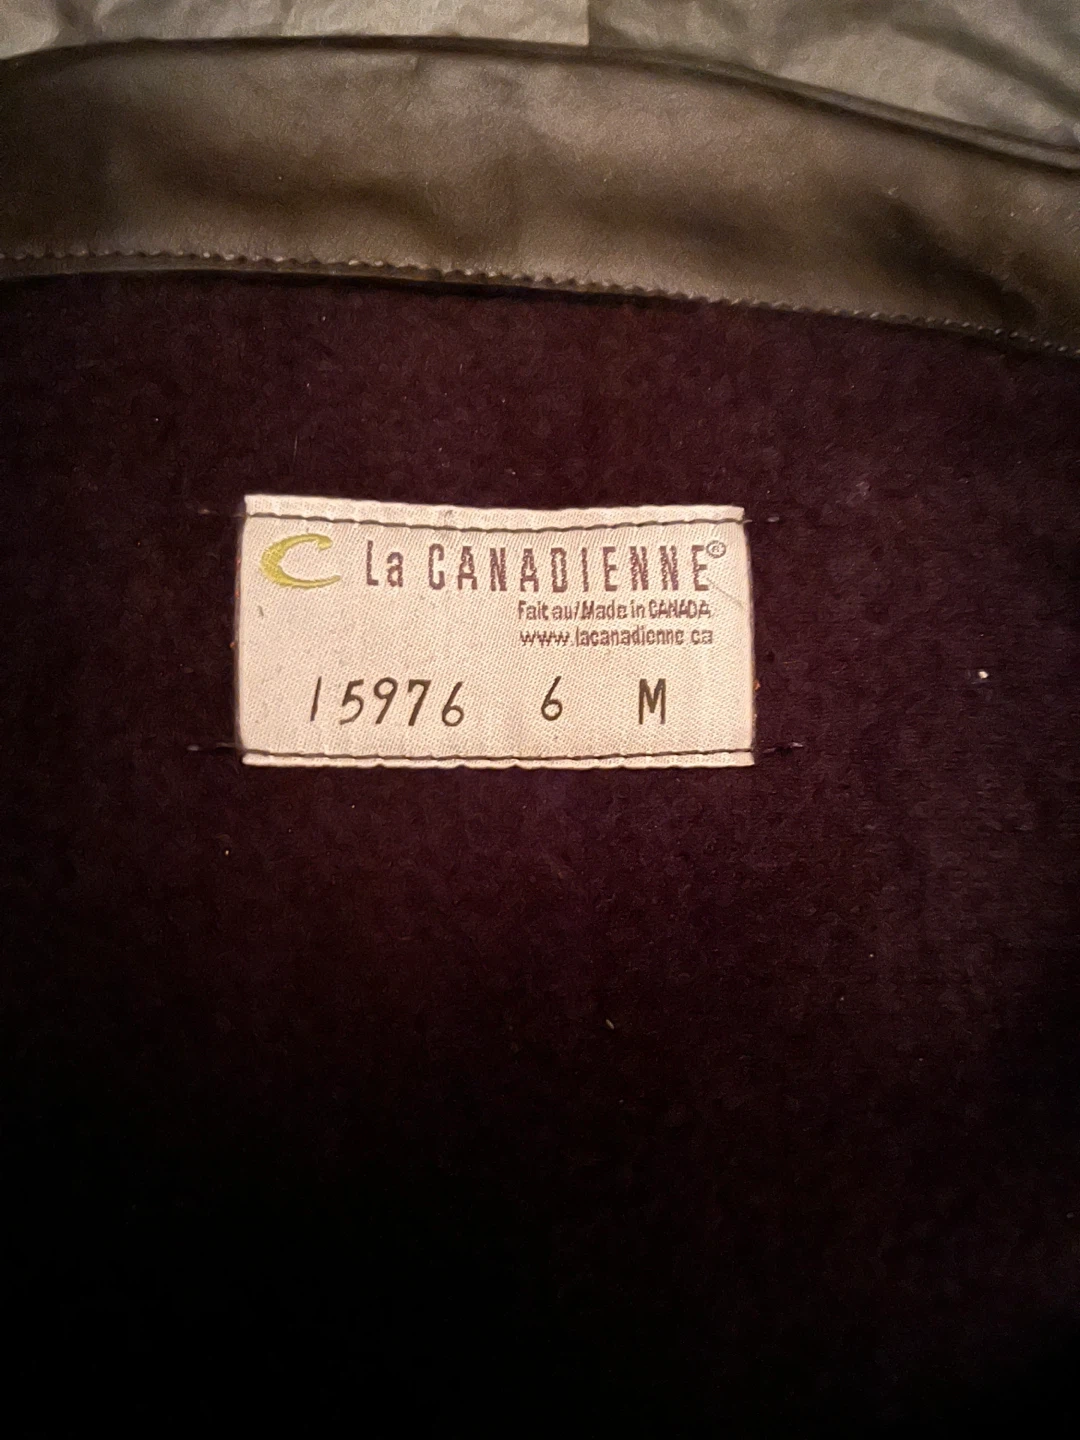 La CANADIENNE®
Fait au/Made in CANADA
www.lacanadienne.ca
15976 6 M